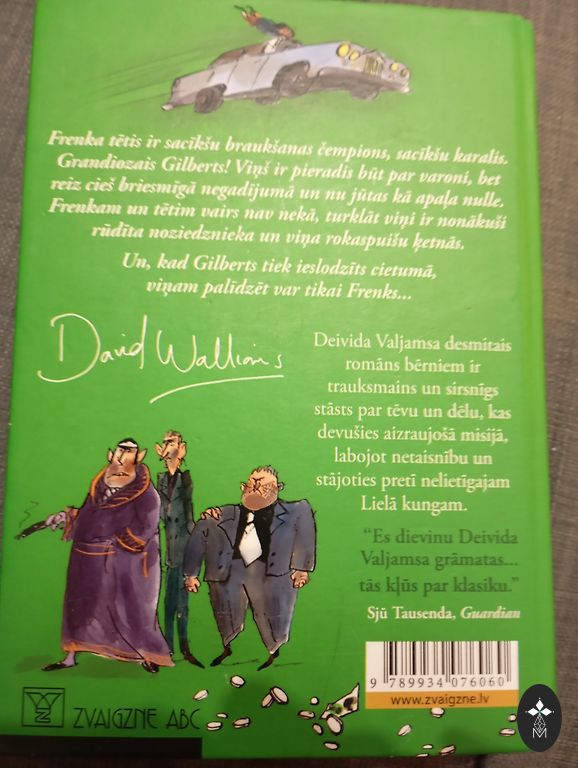 Frenka tētis ir sacīkšu braukšanas čempions, sacīkšu karalis.
Grandiozais Gilberts! Viņš ir pieradis būt par varoni, bet
reiz cieš briesmīgā negadījumā un nu jūtas kā apaļa nulle.
Frenkam un tētim vairs nav nekā, turklāt viņi ir nonākuši
rūdīta noziedznieka un viņa rokaspuišu ķetnās.
Un, kad Gilberts tiek ieslodzīts cietumā,
viņam palīdzēt var tikai Frenks...
David Walliams
Deivida Valjamsa desmitais
romāns bērniem ir
trauksmains un sirsnīgs
stāsts par tēvu un dēlu, kas
devušies aizraujošā misijā,
labojot netaisnību un
stājoties pretī nelietīgajam
Lielā kungam.
“Es dievinu Deivida
Valjamsa grāmatas...
tās kļūs par klasiku.”
Sjū Tausenda, Guardian
9 789934 076060
www.zvaigzne.lv
ZVAIGZNE ABC
M